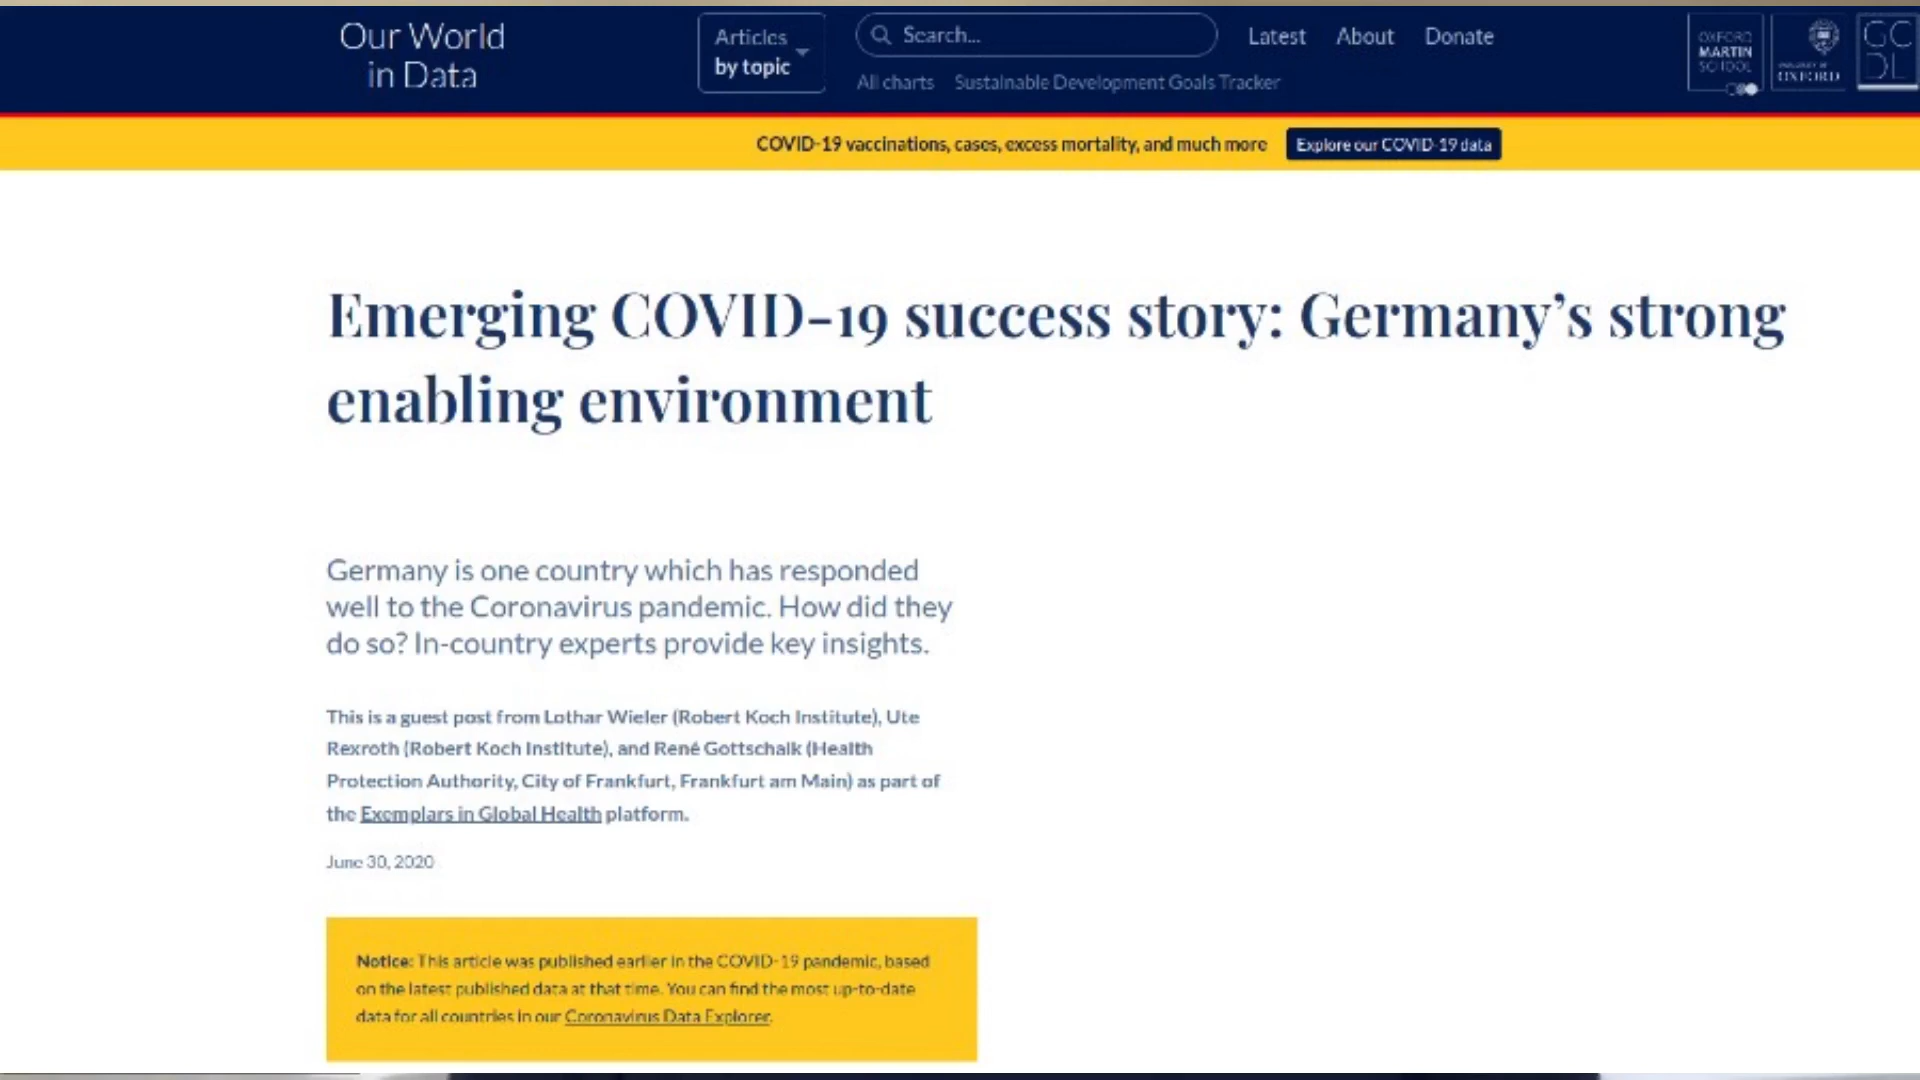 Our World
in Data
Articles
by topic
Search...
Latest
About
Donate
All charts
Sustainable Development Goals Tracker
OXFORD
MARTIN
SCHOOL
OXFORD
GC
DL
COVID-19 vaccinations, cases, excess mortality, and much more
Explore our COVID-19 data
Emerging COVID-19 success story: Germany’s strong
enabling environment
Germany is one country which has responded
well to the Coronavirus pandemic. How did they
do so? In-country experts provide key insights.
This is a guest post from Lothar Wieler (Robert Koch Institute), Ute
Rexroth (Robert Koch Institute), and René Gottschalk (Health
Protection Authority, City of Frankfurt, Frankfurt am Main) as part of
the Exemplars in Global Health platform.
June 30, 2020
Notice: This article was published earlier in the COVID-19 pandemic, based
on the latest published data at that time. You can find the most up-to-date
data for all countries in our Coronavirus Data Explorer.